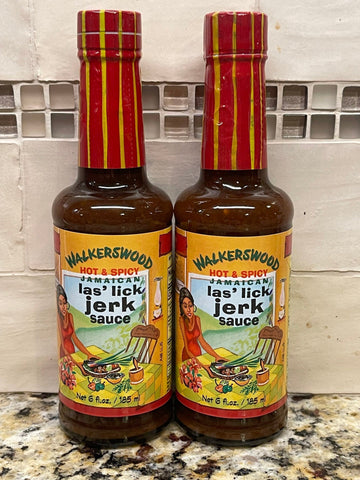 WALKERSWOOD
HOT & SPICY
JAMAICAN
las' lick
jerk
sauce
Net 6 fl.oz. / 185 m
WALKERSWOOD
HOT & SPICY
JAMAICAN
las' lick
jerk
sauce
Net 6 fl.oz. / 185 ml